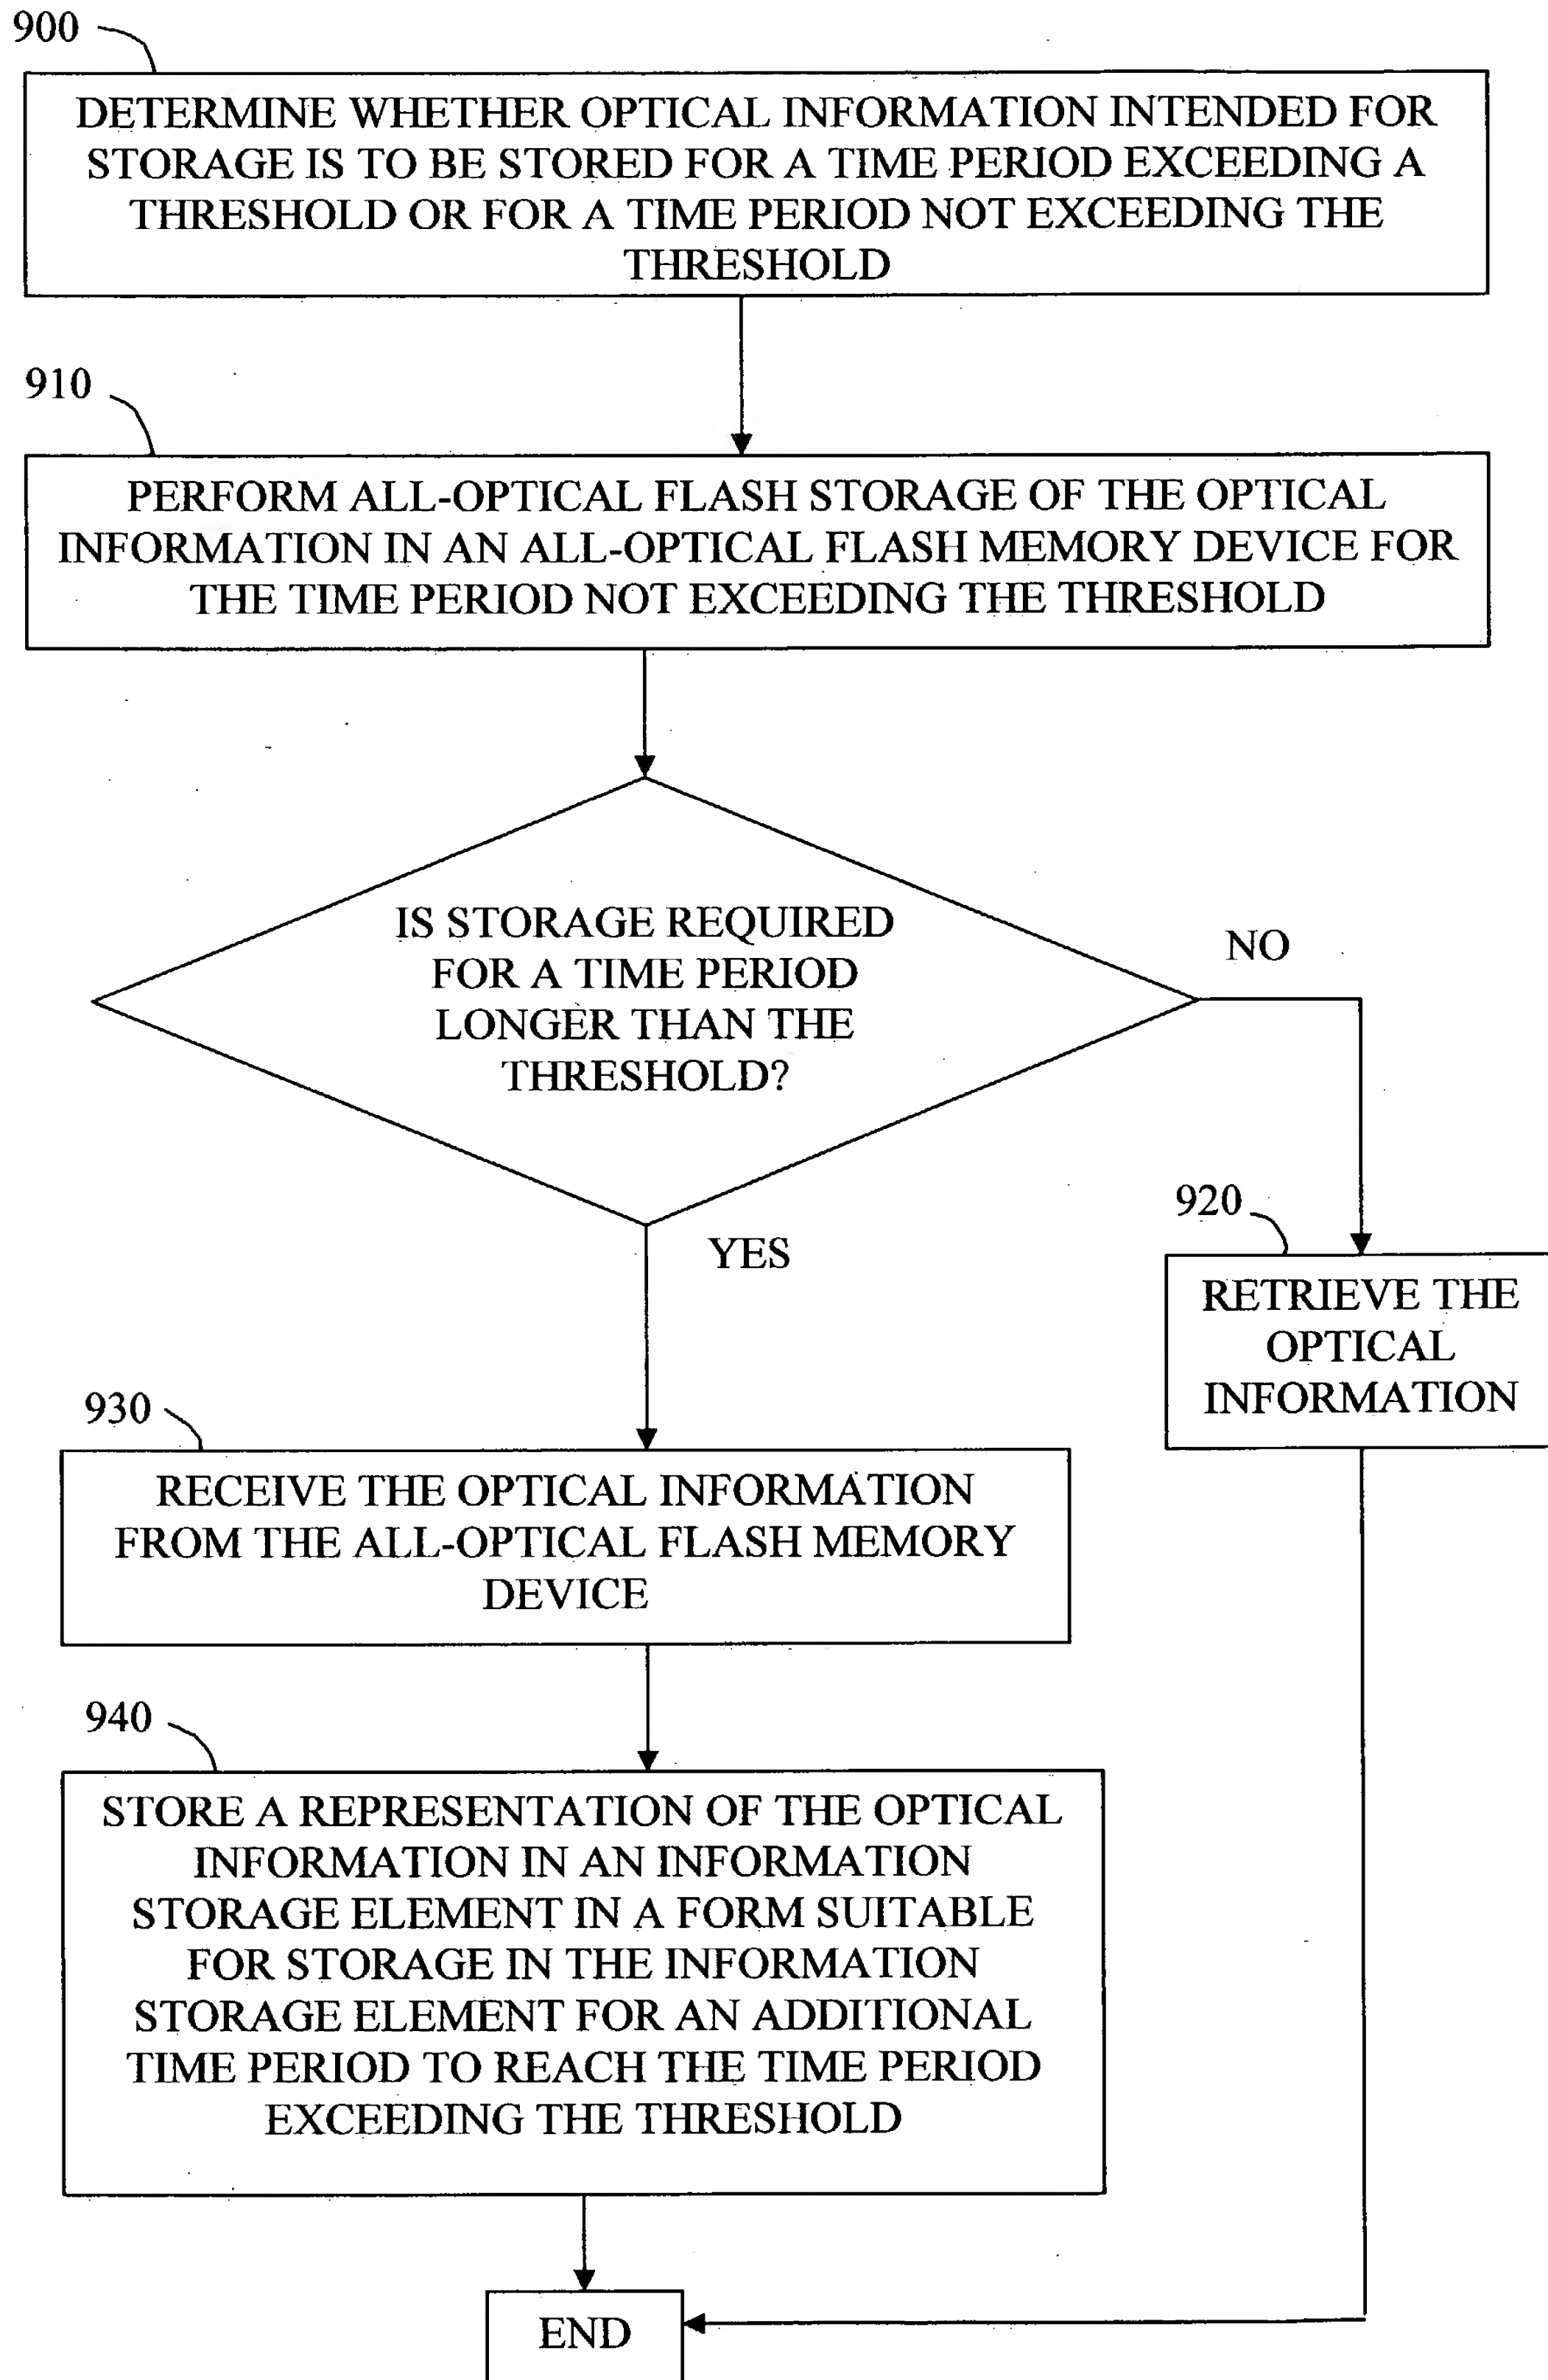 900
DETERMINE WHETHER OPTICAL INFORMATION INTENDED FOR
STORAGE IS TO BE STORED FOR A TIME PERIOD EXCEEDING A
THRESHOLD OR FOR A TIME PERIOD NOT EXCEEDING THE
THRESHOLD
910
PERFORM ALL-OPTICAL FLASH STORAGE OF THE OPTICAL
INFORMATION IN AN ALL-OPTICAL FLASH MEMORY DEVICE FOR
THE TIME PERIOD NOT EXCEEDING THE THRESHOLD
IS STORAGE REQUIRED
FOR A TIME PERIOD
LONGER THAN THE
THRESHOLD?
NO
YES
920
RETRIEVE THE
OPTICAL
INFORMATION
930
RECEIVE THE OPTICAL INFORMATION
FROM THE ALL-OPTICAL FLASH MEMORY
DEVICE
940
STORE A REPRESENTATION OF THE OPTICAL
INFORMATION IN AN INFORMATION
STORAGE ELEMENT IN A FORM SUITABLE
FOR STORAGE IN THE INFORMATION
STORAGE ELEMENT FOR AN ADDITIONAL
TIME PERIOD TO REACH THE TIME PERIOD
EXCEEDING THE THRESHOLD
END